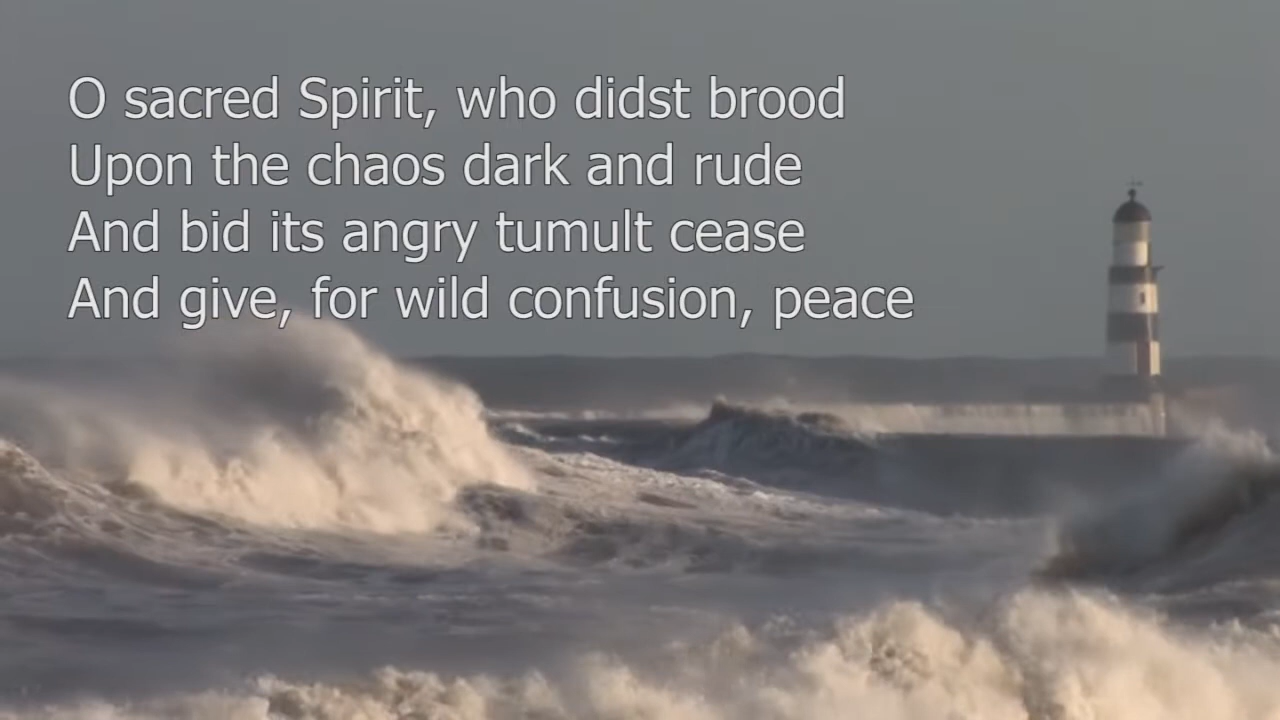 O sacred Spirit, who didst brood
Upon the chaos dark and rude
And bid its angry tumult cease
And give, for wild confusion, peace